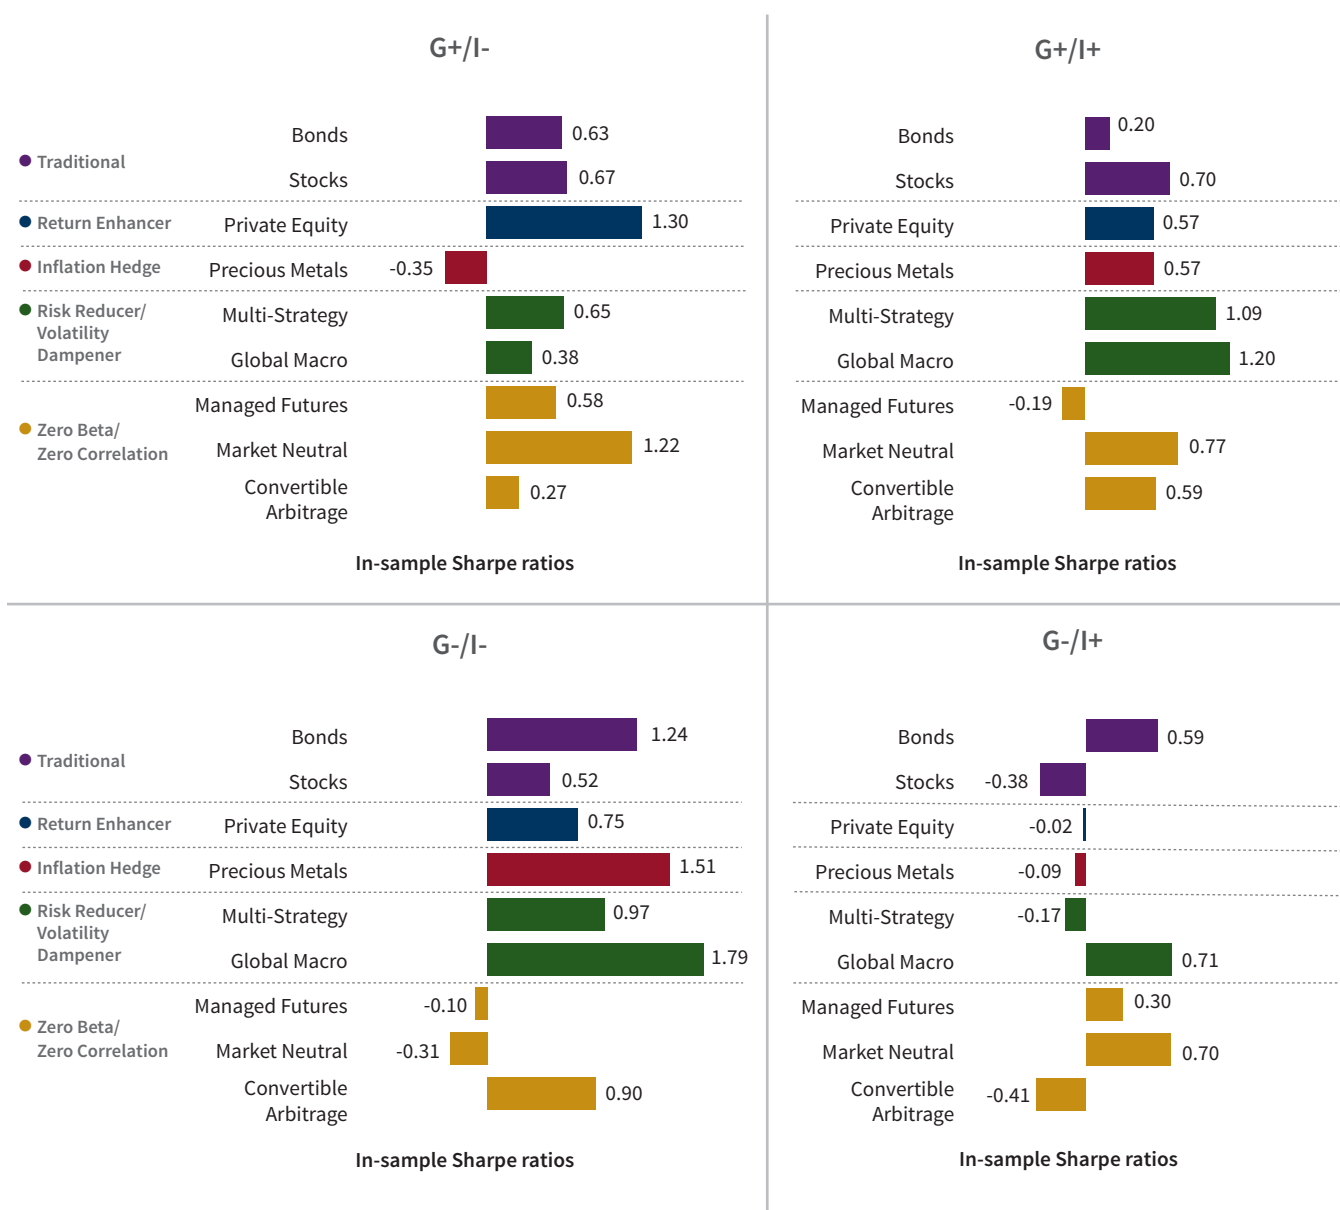 G+/I-
Bonds 0.63
● Traditional
Stocks 0.67
● Return Enhancer Private Equity 1.30
● Inflation Hedge Precious Metals -0.35
● Risk Reducer/
Volatility
Dampener
Multi-Strategy 0.65
Global Macro 0.38
Managed Futures 0.58
● Zero Beta/
Zero Correlation
Market Neutral 1.22
Convertible
Arbitrage
0.27
In-sample Sharpe ratios
G+/I+
Bonds 0.20
Stocks 0.70
Private Equity 0.57
Precious Metals 0.57
Multi-Strategy 1.09
Global Macro 1.20
Managed Futures -0.19
Market Neutral 0.77
Convertible
Arbitrage
0.59
In-sample Sharpe ratios
G-/I-
Bonds 1.24
● Traditional
Stocks 0.52
● Return Enhancer Private Equity 0.75
● Inflation Hedge Precious Metals 1.51
● Risk Reducer/
Volatility
Dampener
Multi-Strategy 0.97
Global Macro 1.79
Managed Futures -0.10
● Zero Beta/
Zero Correlation
Market Neutral -0.31
Convertible
Arbitrage
0.90
In-sample Sharpe ratios
G-/I+
Bonds 0.59
Stocks -0.38
Private Equity -0.02
Precious Metals -0.09
Multi-Strategy -0.17
Global Macro 0.71
Managed Futures 0.30
Market Neutral 0.70
Convertible
Arbitrage
-0.41
In-sample Sharpe ratios